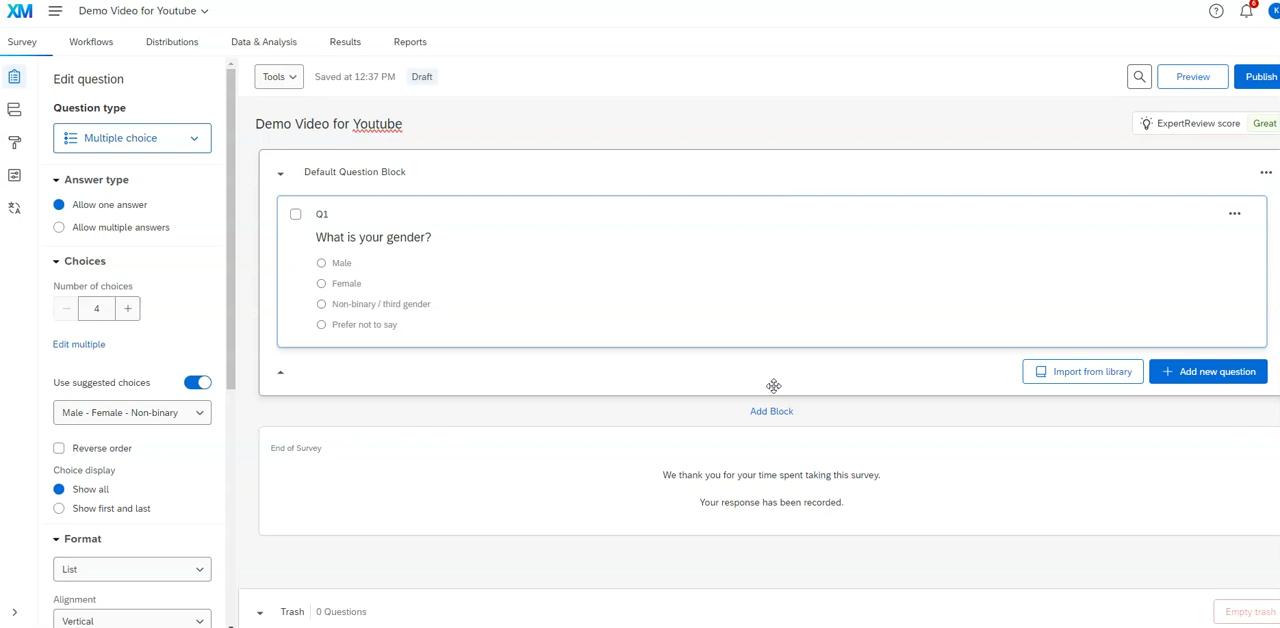 XM
Demo Video for Youtube
6
K
Survey
Workflows
Distributions
Data & Analysis
Results
Reports
Edit question
Question type
Multiple choice
Answer type
Allow one answer
Allow multiple answers
Choices
Number of choices
4
Edit multiple
Use suggested choices
Male - Female - Non-binary
Reverse order
Choice display
Show all
Show first and last
Format
List
Alignment
Vertical
Tools
Saved at 12:37 PM
Draft
Preview
Publish
Demo Video for Youtube
ExpertReview score
Great
Default Question Block
Q1
What is your gender?
Male
Female
Non-binary / third gender
Prefer not to say
Import from library
Add new question
Add Block
End of Survey
We thank you for your time spent taking this survey.
Your response has been recorded.
Trash
0 Questions
Empty trash